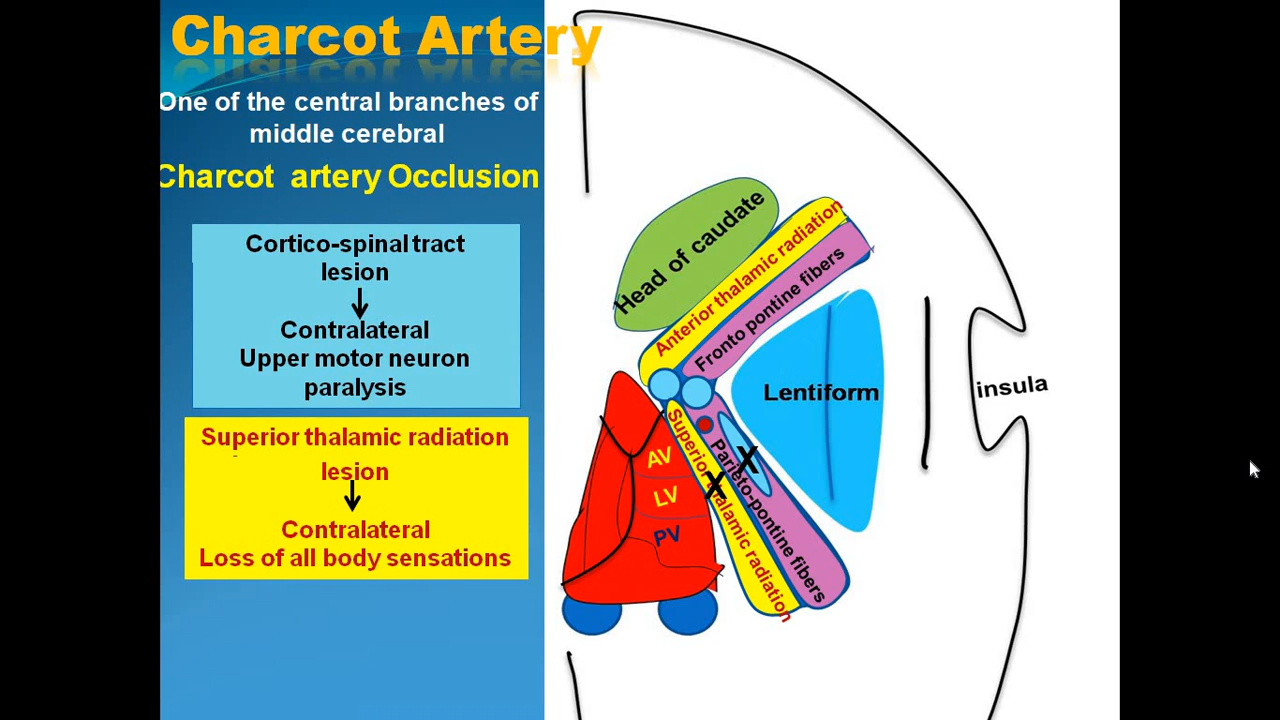 Charcot Artery
One of the central branches of
middle cerebral
Charcot artery Occlusion
Cortico-spinal tract
lesion
Contralateral
Upper motor neuron
paralysis
Superior thalamic radiation
lesion
Contralateral
Loss of all body sensations
Head of caudate
Anterior thalamic radiation
Fronto pontine fibers
Lentiform
insula
AV
LV
PV
Superior thalamic radiation
Parieto-pontine fibers
X
X